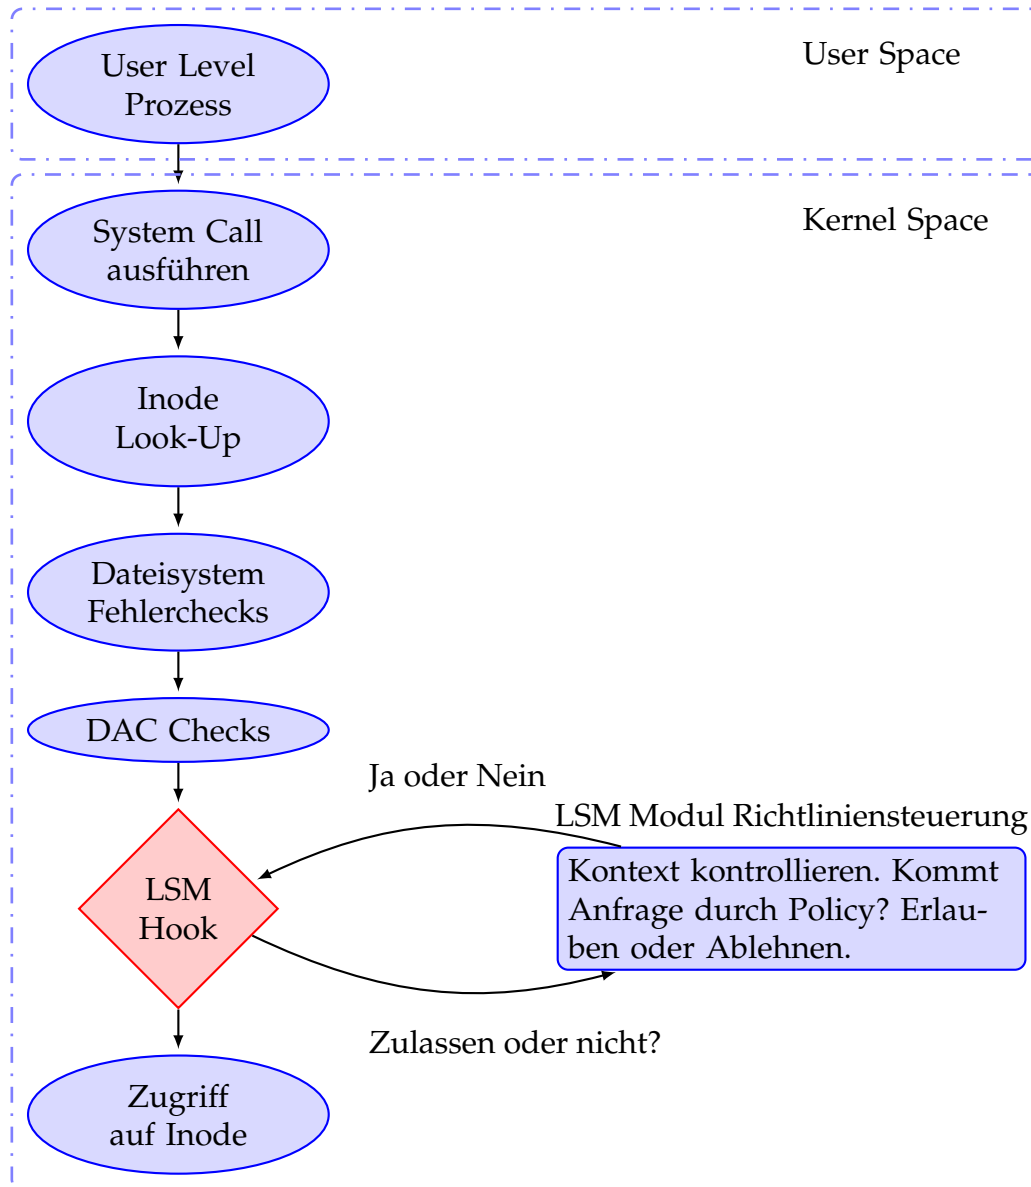 User Level
Prozess
User Space
System Call
ausführen
Kernel Space
Inode
Look-Up
Dateisystem
Fehlerchecks
DAC Checks
Ja oder Nein
LSM Modul Richtliniensteuerung
LSM
Hook
Kontext kontrollieren. Kommt
Anfrage durch Policy? Erlau-
ben oder Ablehnen.
Zulassen oder nicht?
Zugriff
auf Inode